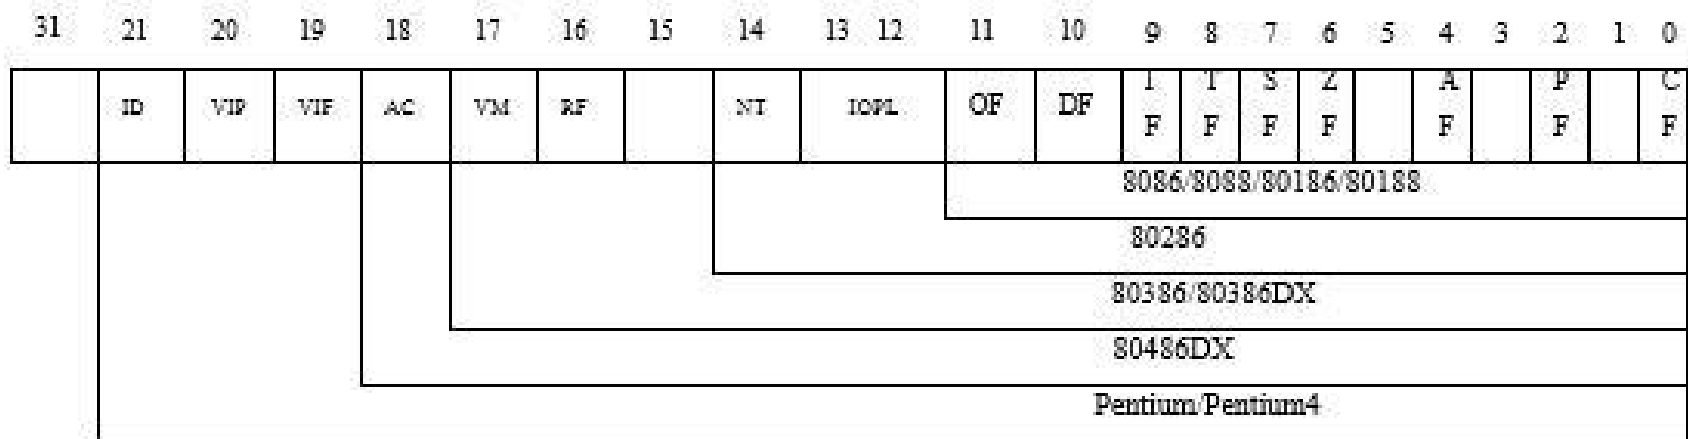 31 21 20 19 18 17 16 15 14 13 12 11 10 9 8 7 6 5 4 3 2 1 0
ID VIP VIF AC VM RF NT IOPL OF DF I T S Z A P C
F F F F F F F
8086/8088/80186/80188
80286
80386/80386DX
80486DX
Pentium/Pentium4